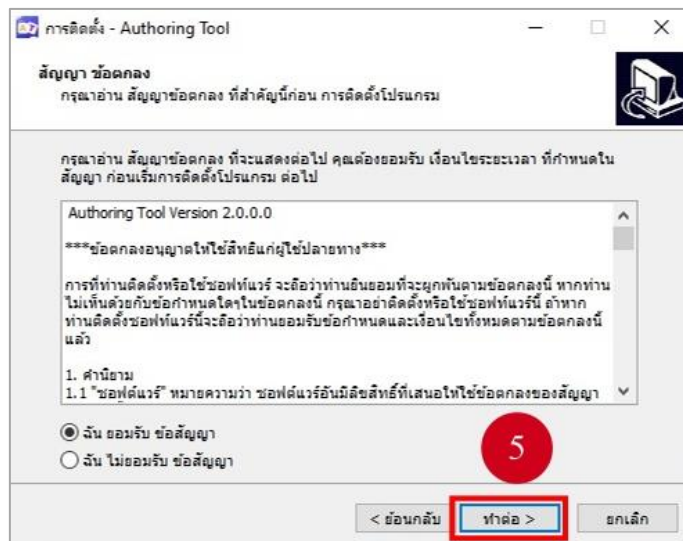 การติดตั้ง - Authoring Tool
สัญญา ข้อตกลง
กรุณาอ่าน สัญญาข้อตกลง ที่สำคัญนี้ก่อน การติดตั้งโปรแกรม
กรุณาอ่าน สัญญาข้อตกลง ที่จะแสดงต่อไป คุณต้องยอมรับ เงื่อนไขระยะเวลา ที่กำหนดใน
สัญญา ก่อนเริ่มการติดตั้งโปรแกรม ต่อไป
Authoring Tool Version 2.0.0.0
***ข้อตกลงอนุญาตให้ใช้สิทธิแก่ผู้ใช้ปลายทาง***
การที่ท่านติดตั้งหรือใช้ซอฟท์แวร์ จะถือว่าท่านยินยอมที่จะผูกพันตามข้อตกลงนี้ หากท่าน
ไม่เห็นด้วยกับข้อกำหนดใดๆในข้อตกลงนี้ กรุณาอย่าติดตั้งหรือใช้ซอฟท์แวร์นี้ ถ้าหาก
ท่านติดตั้งซอฟท์แวร์นี้จะถือว่าท่านยอมรับข้อกำหนดและเงื่อนไขทั้งหมดตามข้อตกลงนี้
แล้ว
1. คำนิยาม
1.1 "ซอฟต์แวร์" หมายความว่า ซอฟต์แวร์อันมีลิขสิทธิ์ที่เสนอให้ใช้ข้อตกลงของสัญญา
ฉัน ยอมรับ ข้อสัญญา
ฉัน ไม่ยอมรับ ข้อสัญญา
5
< ย้อนกลับ
ทำต่อ >
ยกเลิก